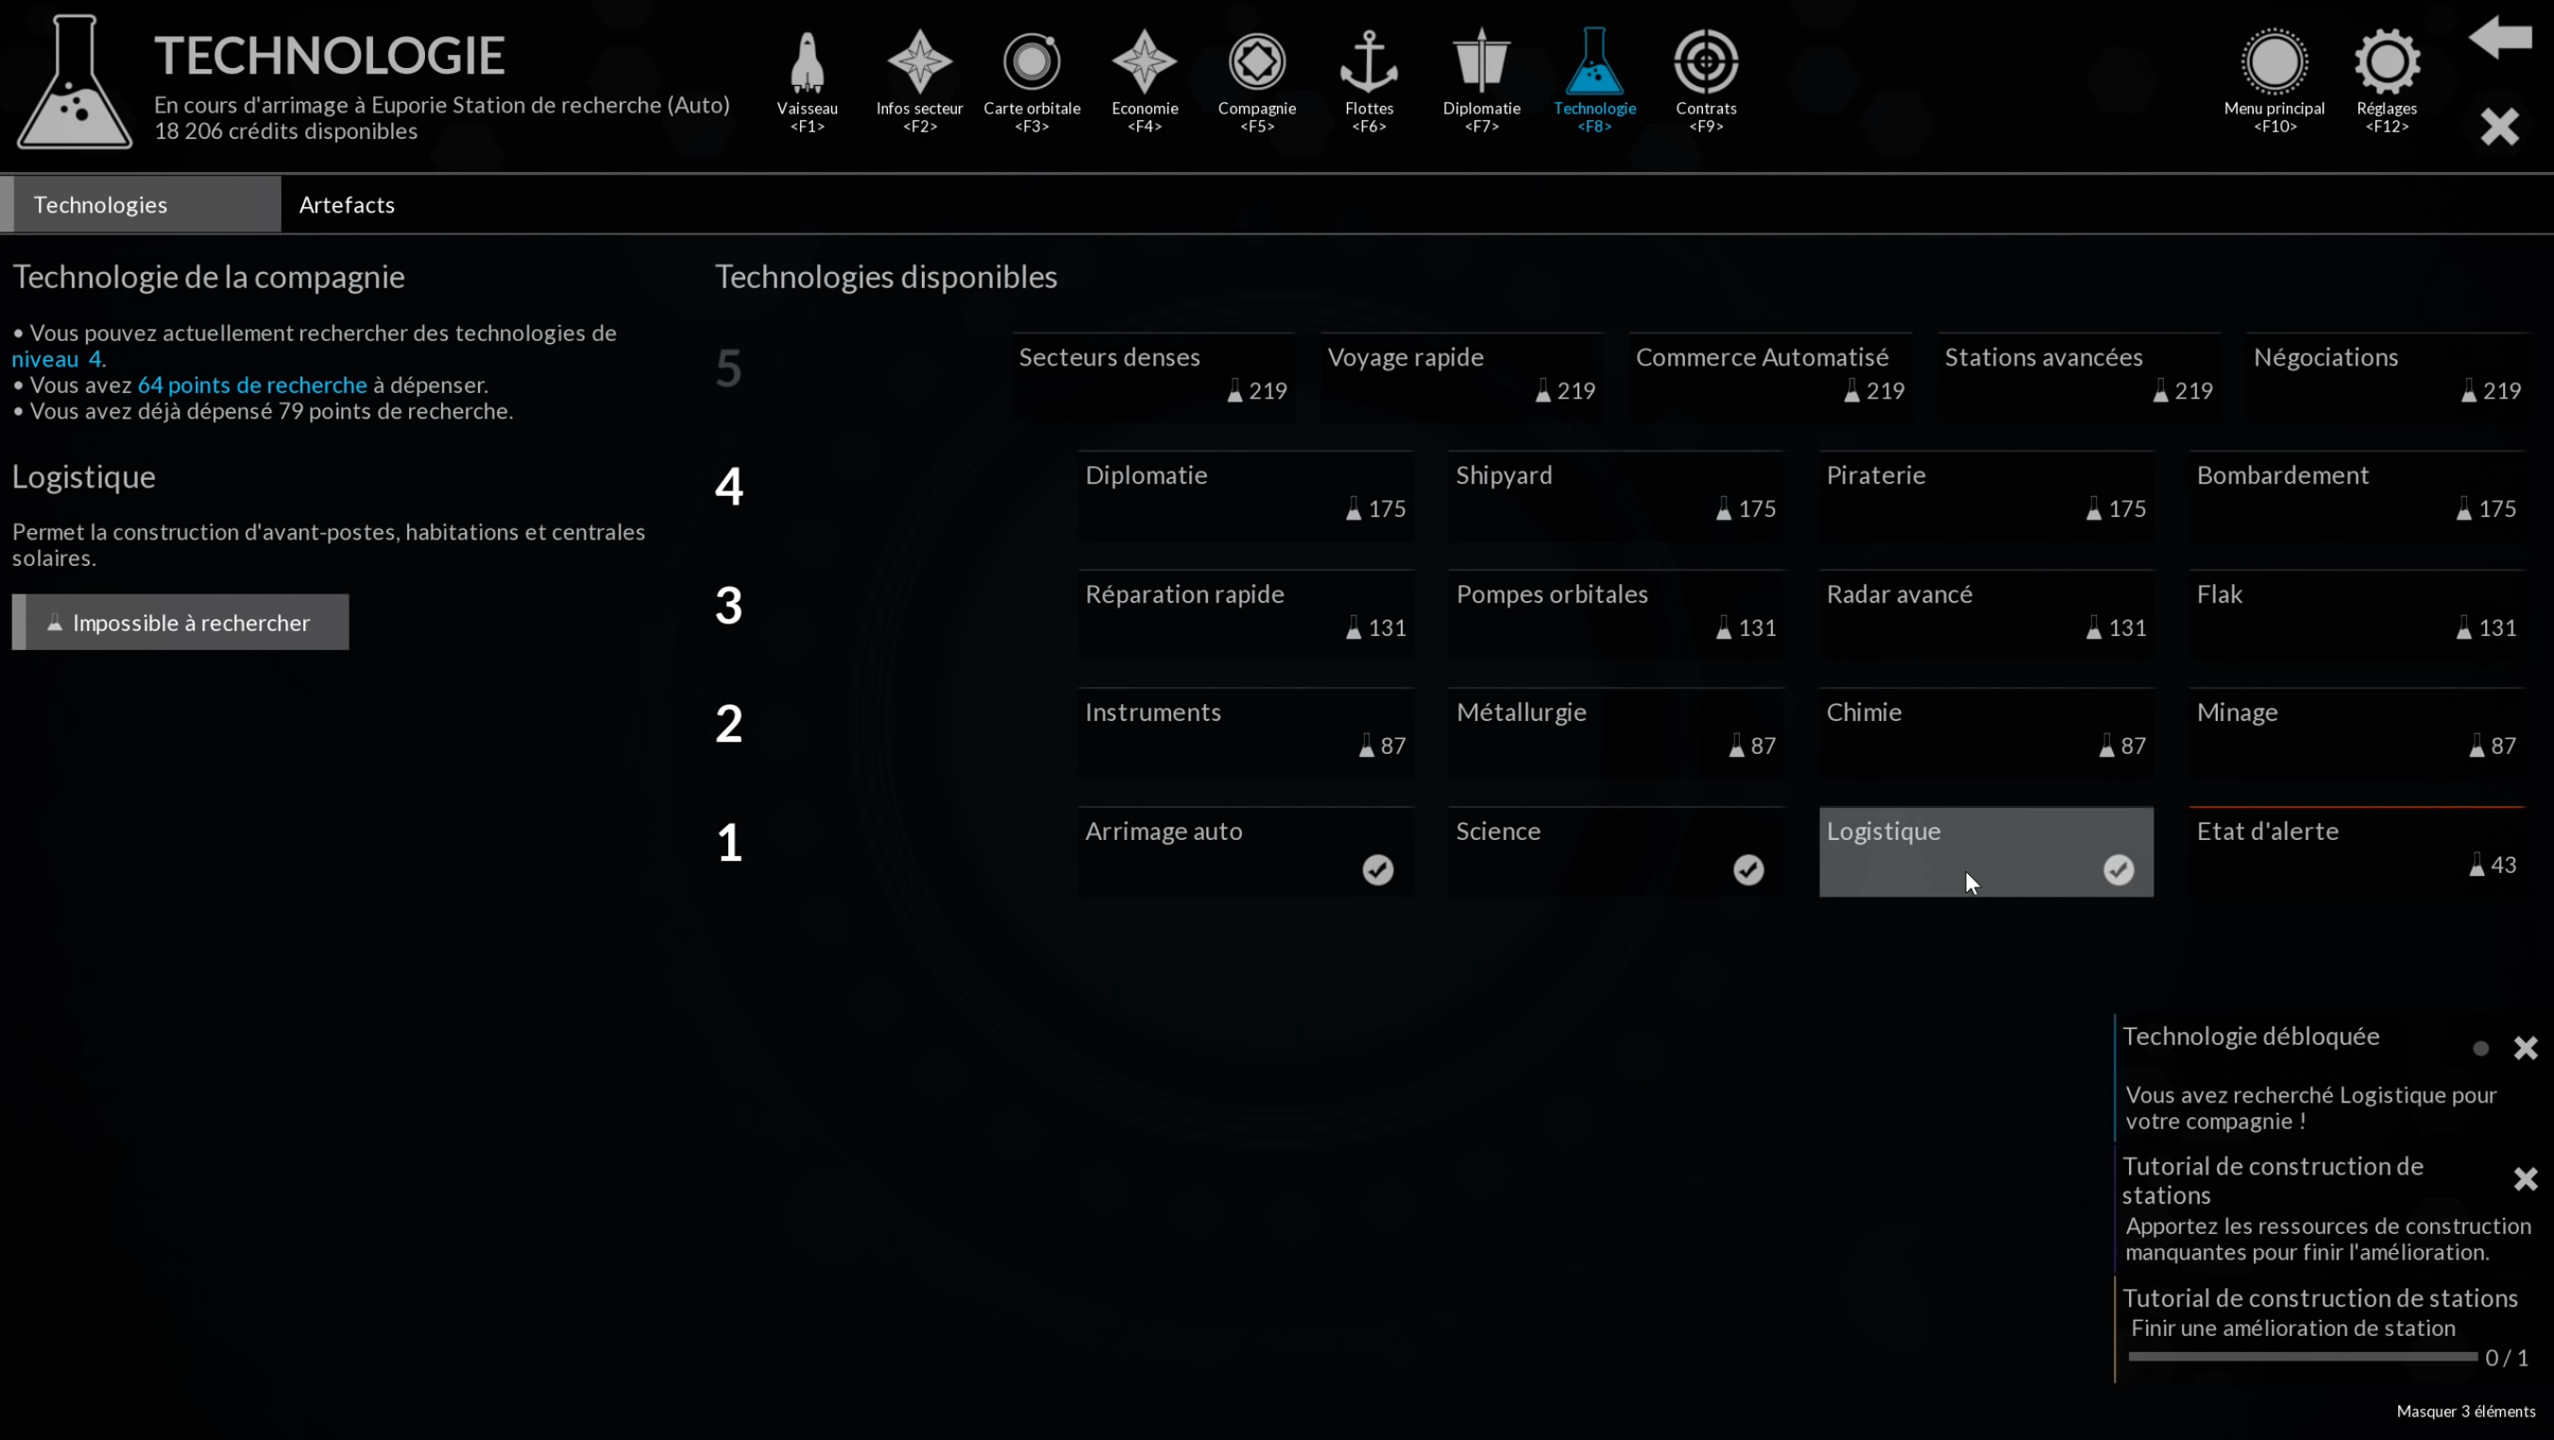 TECHNOLOGIE
En cours d'arrimage à Euporie Station de recherche (Auto)
18 206 crédits disponibles
Vaisseau
<F1>
Infos secteur
<F2>
Carte orbitale
<F3>
Economie
<F4>
Compagnie
<F5>
Flottes
<F6>
Diplomatie
<F7>
Technologie
<F8>
Contrats
<F9>
Menu principal
<F10>
Réglages
<F12>
Technologies
Artefacts
Technologie de la compagnie
• Vous pouvez actuellement rechercher des technologies de
niveau 4.
• Vous avez 64 points de recherche à dépenser.
• Vous avez déjà dépensé 79 points de recherche.
Logistique
Permet la construction d'avant-postes, habitations et centrales
solaires.
Impossible à rechercher
Technologies disponibles
5
Secteurs denses
219
Voyage rapide
219
Commerce Automatisé
219
Stations avancées
219
Négociations
219
4
Diplomatie
175
Shipyard
175
Piraterie
175
Bombardement
175
3
Réparation rapide
131
Pompes orbitales
131
Radar avancé
131
Flak
131
2
Instruments
87
Métallurgie
87
Chimie
87
Minage
87
1
Arrimage auto
Science
Logistique
Etat d'alerte
43
Technologie débloquée
Vous avez recherché Logistique pour
votre compagnie !
Tutorial de construction de
stations
Apportez les ressources de construction
manquantes pour finir l'amélioration.
Tutorial de construction de stations
Finir une amélioration de station
0 / 1
Masquer 3 éléments